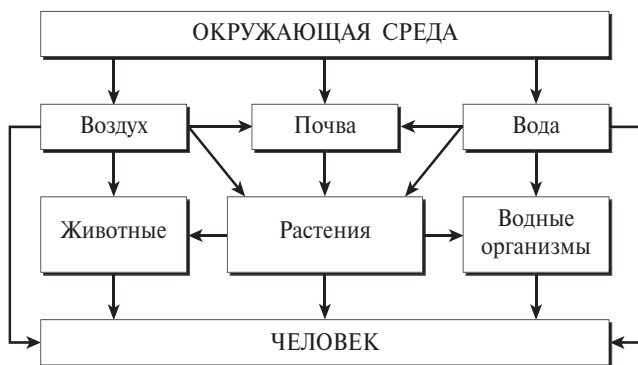 ОКРУЖАЮЩАЯ СРЕДА
Воздух
Почва
Вода
Животные
Растения
Водные
организмы
ЧЕЛОВЕК